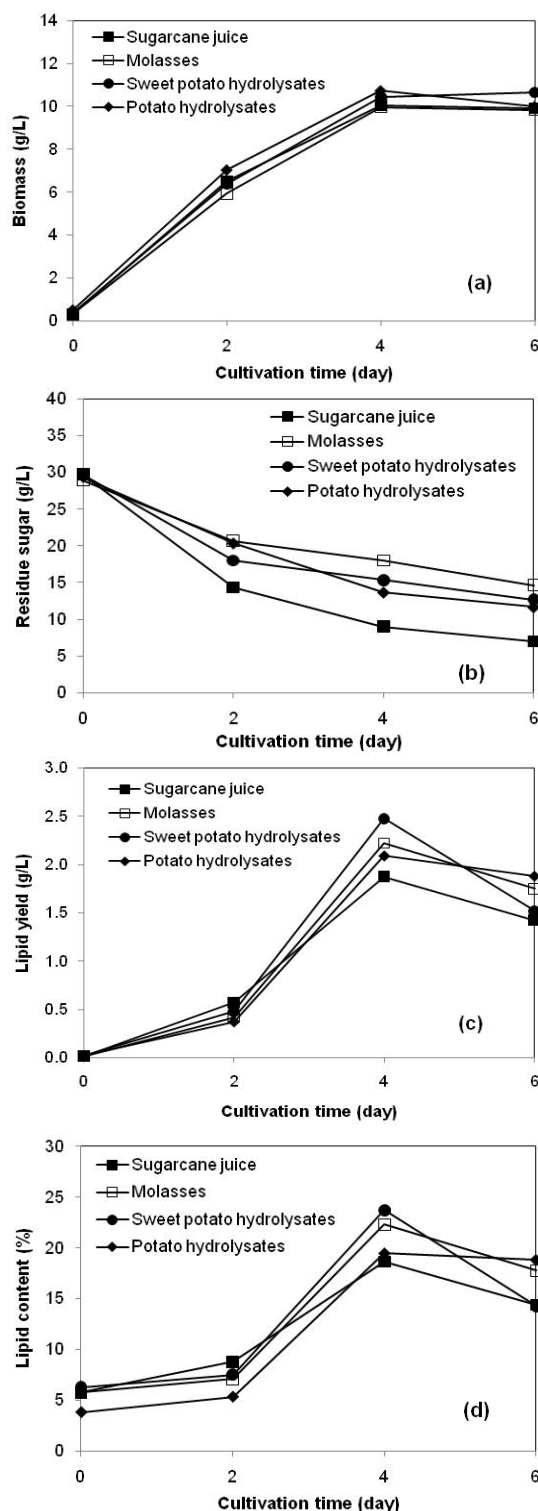 14
12
10
8
6
4
2
0
Biomass (g/L)
Sugarcane juice
Molasses
Sweet potato hydrolysates
Potato hydrolysates
(a)
0 2 4 6
Cultivation time (day)
40
35
30
25
20
15
10
5
0
Residue sugar (g/L)
Sugarcane juice
Molasses
Sweet potato hydrolysates
Potato hydrolysates
(b)
0 2 4 6
Cultivation time (day)
3.0
2.5
2.0
1.5
1.0
0.5
0.0
Lipid yield (g/L)
Sugarcane juice
Molasses
Sweet potato hydrolysates
Potato hydrolysates
(c)
0 2 4 6
Cultivation time (day)
30
25
20
15
10
5
0
Lipid content (%)
Sugarcane juice
Molasses
Sweet potato hydrolysates
Potato hydrolysates
(d)
0 2 4 6
Cultivation time (day)